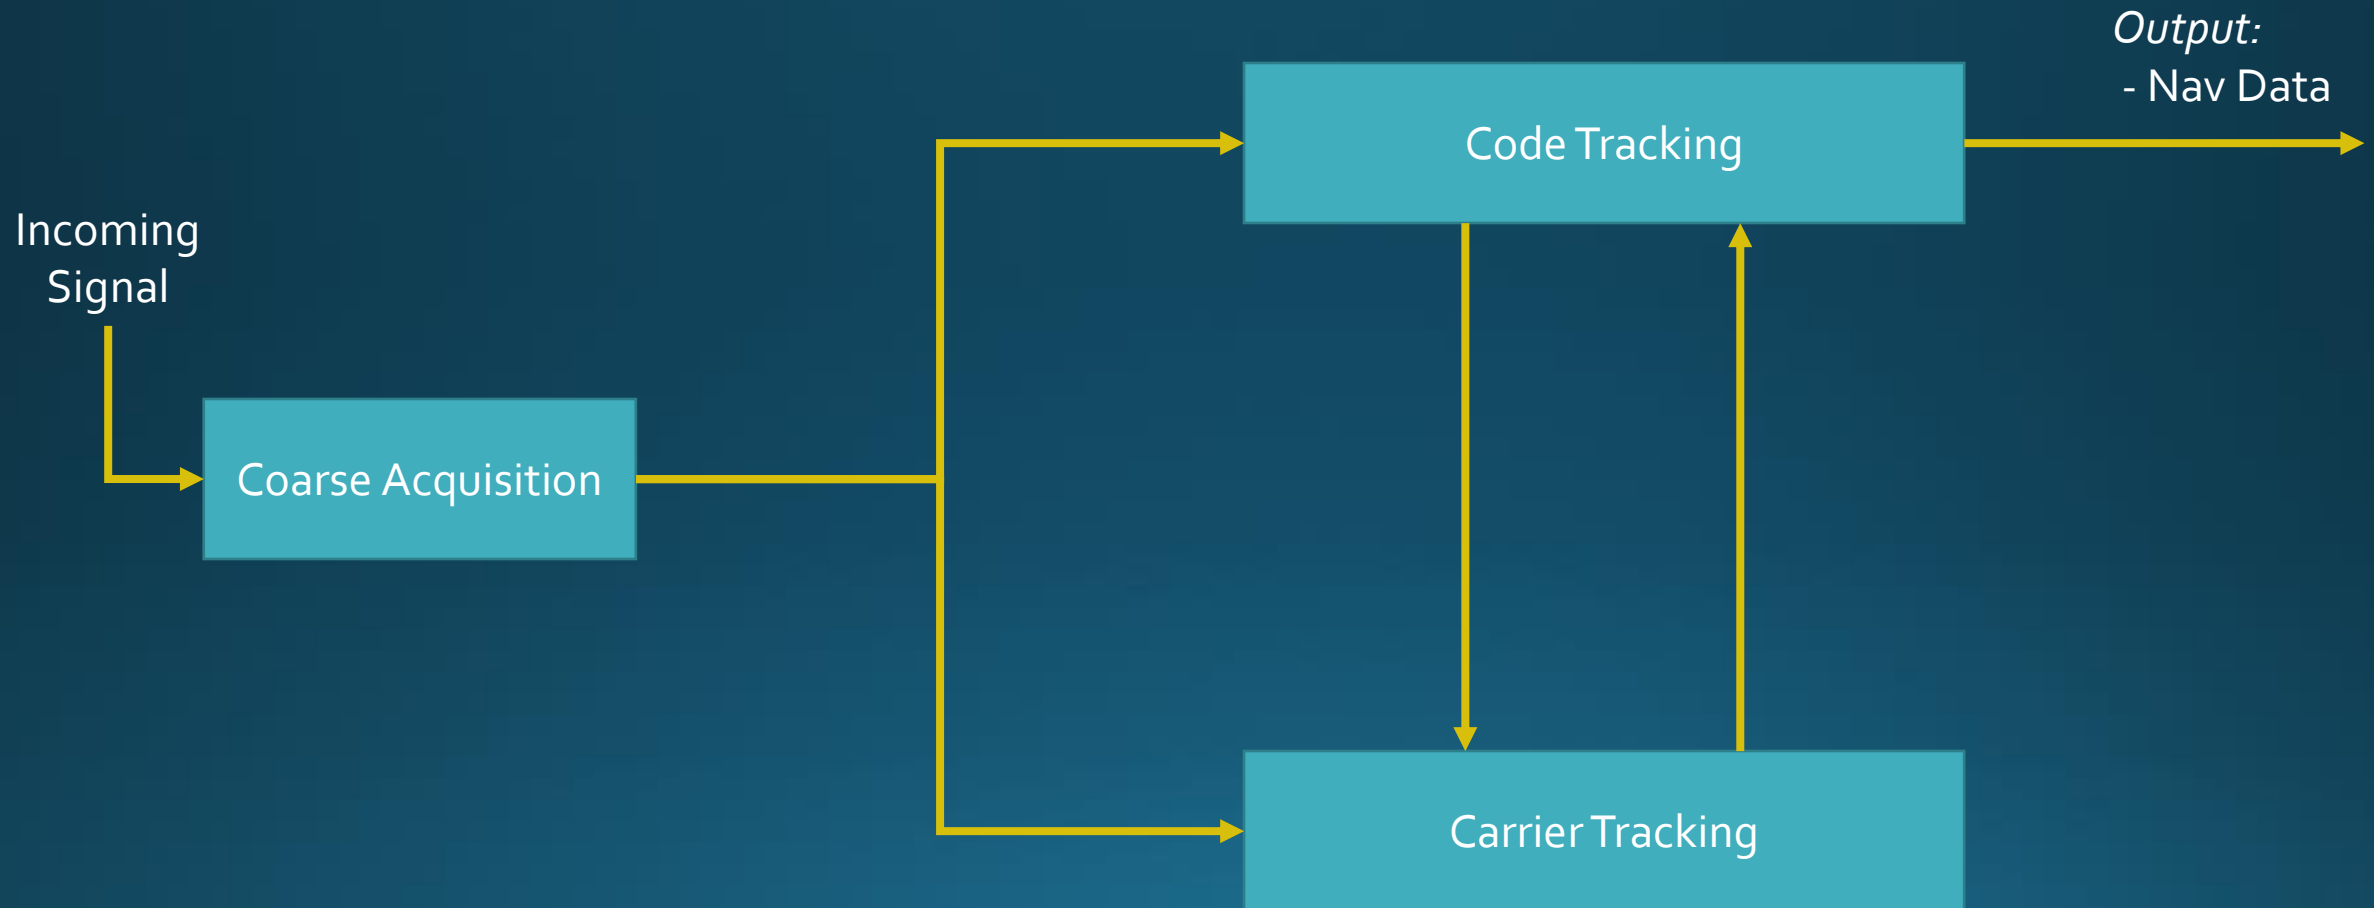 Output:
- Nav Data
Code Tracking
Incoming
Signal
Coarse Acquisition
Carrier Tracking